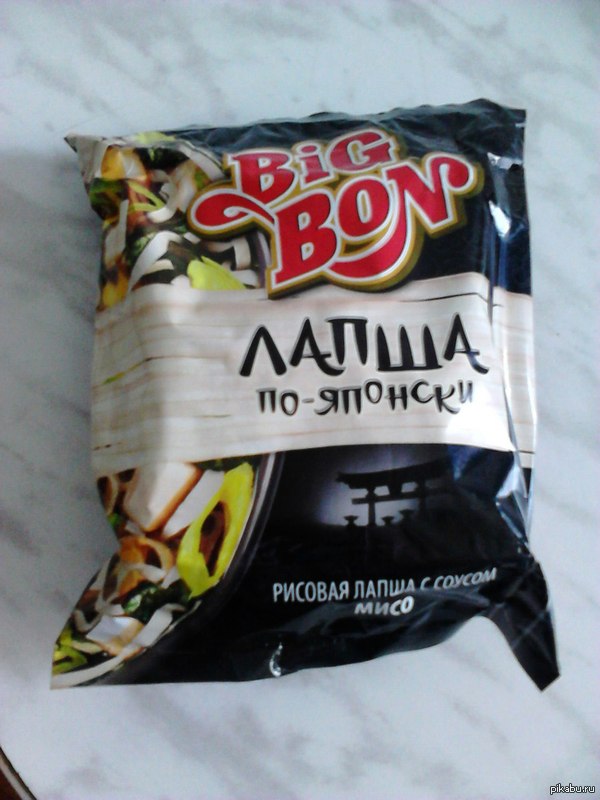 BiG
BON
ЛАПША
ПО-ЯПОНСКИ
РИСОВАЯ ЛАПША С СОУСОМ
МИСО
pikabu.ru